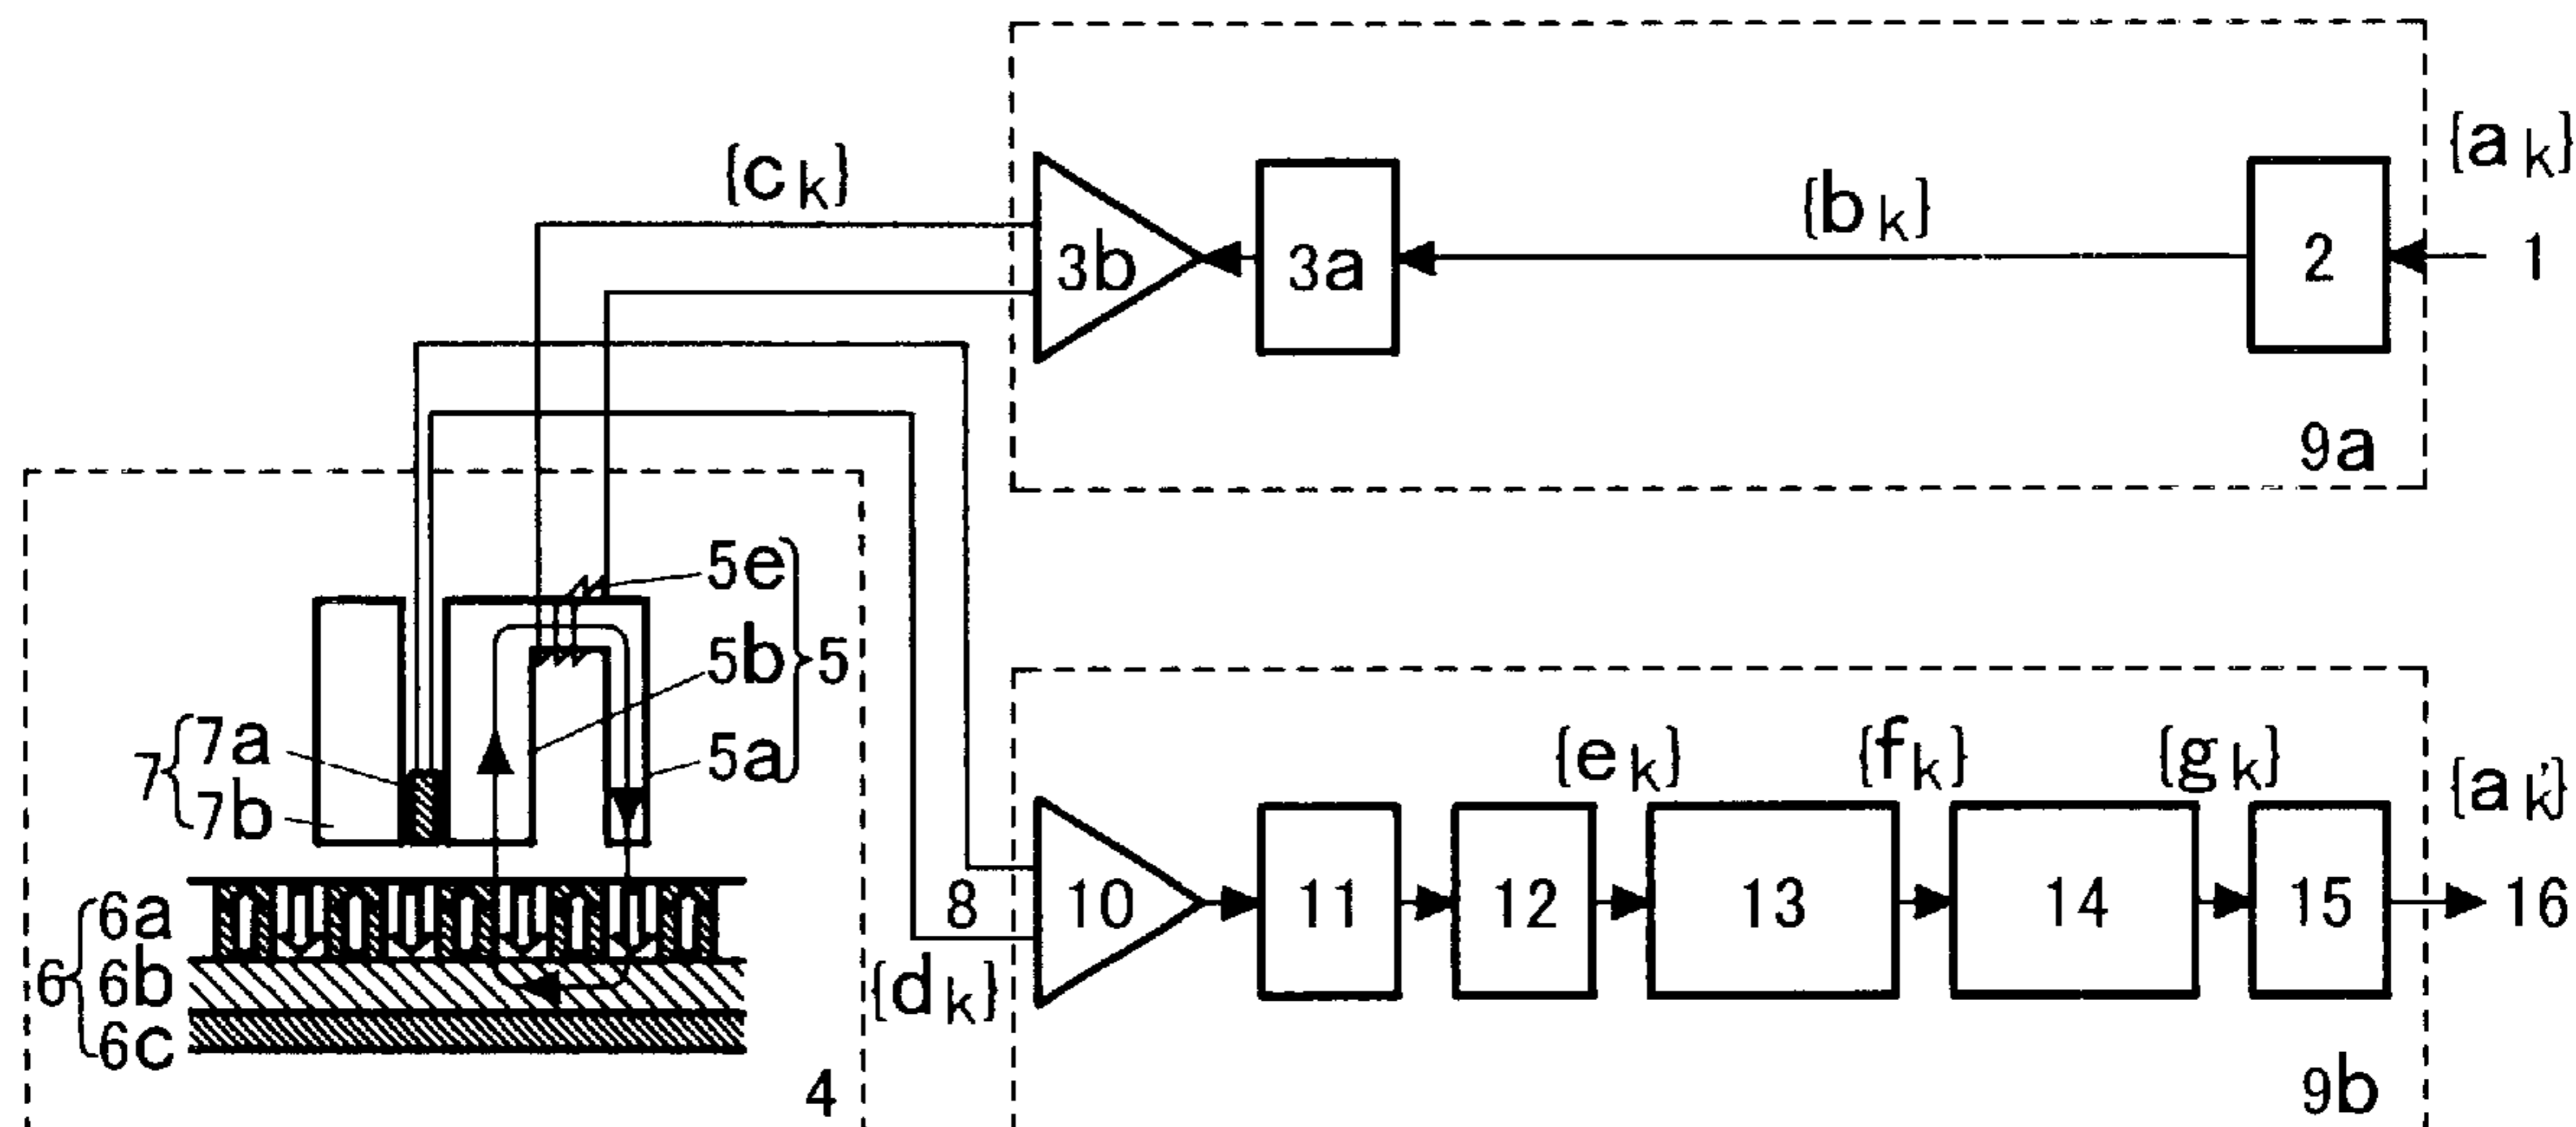 {ak}
{ck}
{bk}
3b
3a
2
1
9a
5e
5b
5
5a
7
7a
7b
{ek}
{fk}
{gk}
{ak'}
6a
8
10
11
12
13
14
15
16
6
6b
{dk}
6c
4
9b